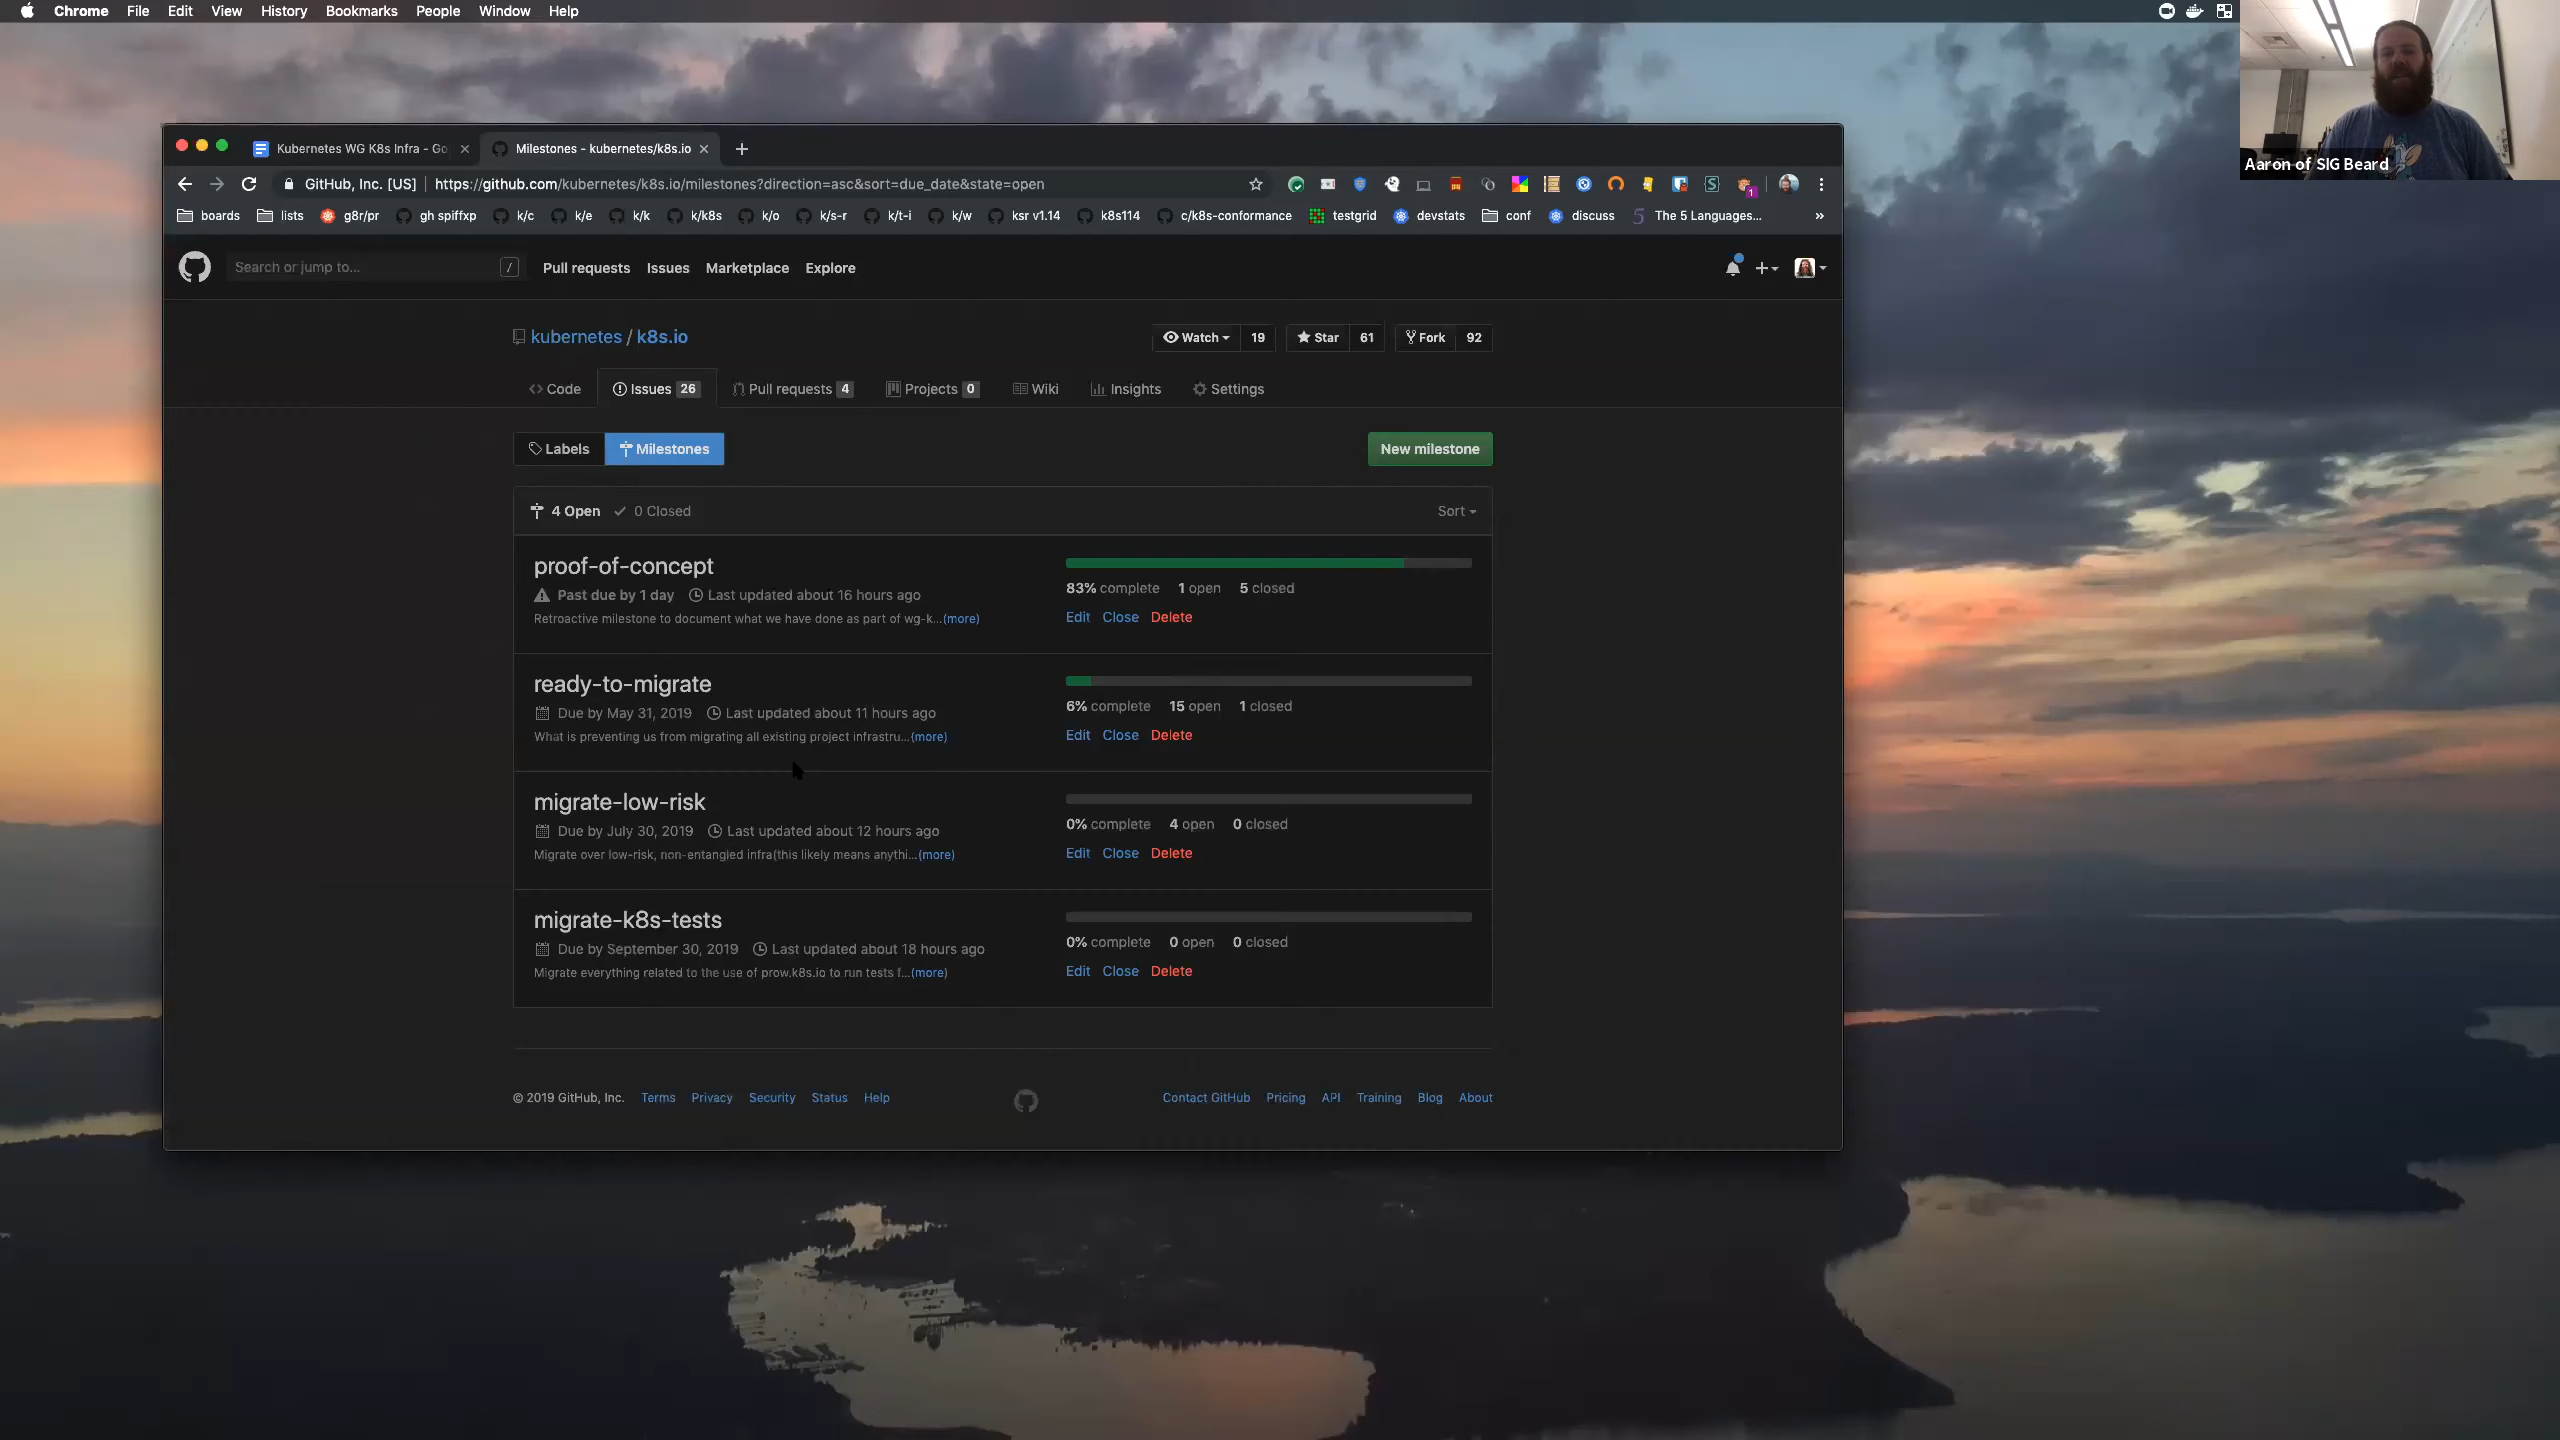 Chrome File Edit View History Bookmarks People Window Help
Aaron of SIG Beard
Kubernetes WG K8s Infra - Go
Milestones - kubernetes/k8s.io
GitHub, Inc. [US] https://github.com/kubernetes/k8s.io/milestones?direction=asc&sort=due_date&state=open
1
boards lists g8r/pr gh spiffxp k/c k/e k/k k/k8s k/o k/s-r k/t-i k/w ksr v1.14 k8s114 c/k8s-conformance testgrid devstats conf discuss 5 The 5 Languages... »
Search or jump to... / Pull requests Issues Marketplace Explore
kubernetes / k8s.io Watch 19 Star 61 Fork 92
Code Issues 26 Pull requests 4 Projects 0 Wiki Insights Settings
Labels Milestones New milestone
4 Open 0 Closed Sort
proof-of-concept
Past due by 1 day Last updated about 16 hours ago
Retroactive milestone to document what we have done as part of wg-k...(more)
83% complete 1 open 5 closed
Edit Close Delete
ready-to-migrate
Due by May 31, 2019 Last updated about 11 hours ago
What is preventing us from migrating all existing project infrastru...(more)
6% complete 15 open 1 closed
Edit Close Delete
migrate-low-risk
Due by July 30, 2019 Last updated about 12 hours ago
Migrate over low-risk, non-entangled infra(this likely means anythi...(more)
0% complete 4 open 0 closed
Edit Close Delete
migrate-k8s-tests
Due by September 30, 2019 Last updated about 18 hours ago
Migrate everything related to the use of prow.k8s.io to run tests f...(more)
0% complete 0 open 0 closed
Edit Close Delete
© 2019 GitHub, Inc. Terms Privacy Security Status Help Contact GitHub Pricing API Training Blog About